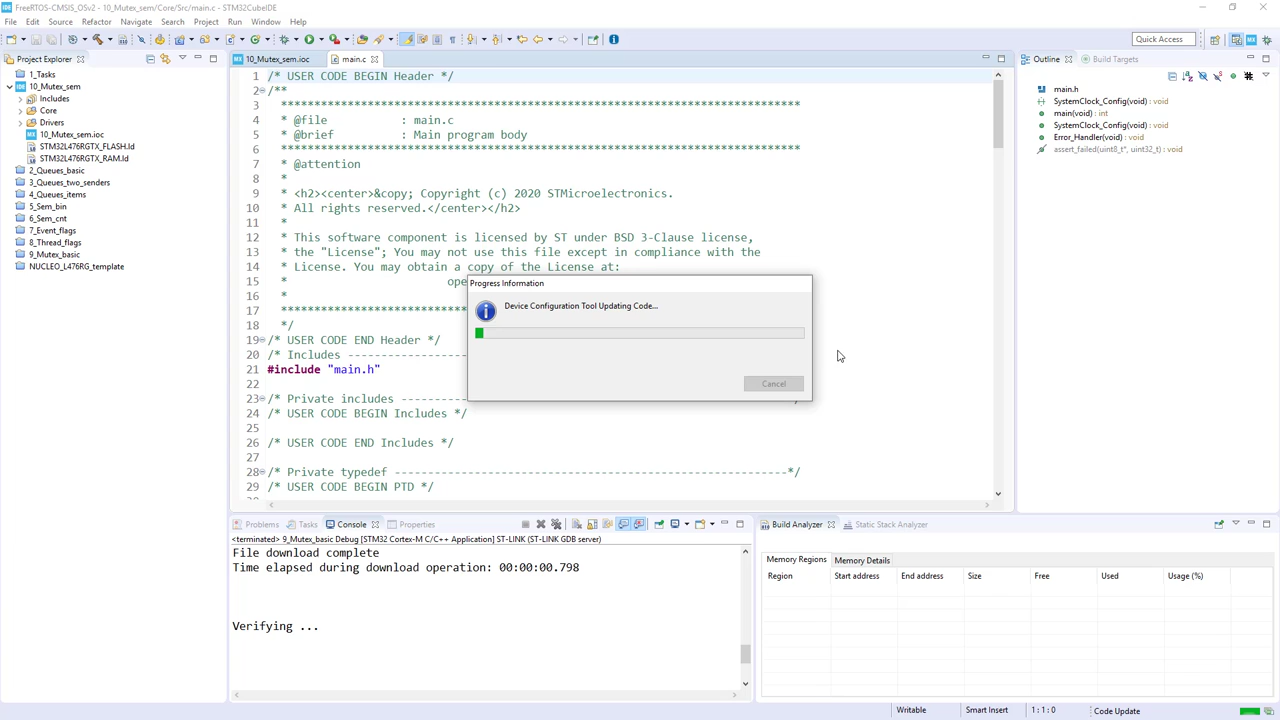 FreeRTOS-CMSIS_OSv2 - 10_Mutex_sem/Core/Src/main.c - STM32CubeIDE
File Edit Source Refactor Navigate Search Project Run Window Help
Quick Access
Project Explorer
1_Tasks
10_Mutex_sem
Includes
Core
Drivers
10_Mutex_sem.ioc
STM32L476RGTX_FLASH.ld
STM32L476RGTX_RAM.ld
2_Queues_basic
3_Queues_two_senders
4_Queues_items
5_Sem_bin
6_Sem_cnt
7_Event_flags
8_Thread_flags
9_Mutex_basic
NUCLEO_L476RG_template
10_Mutex_sem.ioc main.c
1 /* USER CODE BEGIN Header */
2 /**
3 ******************************************************************************
4 * @file : main.c
5 * @brief : Main program body
6 ******************************************************************************
7 * @attention
8 *
9 * <h2><center>&copy; Copyright (c) 2020 STMicroelectronics.
10 * All rights reserved.</center></h2>
11 *
12 * This software component is licensed by ST under BSD 3-Clause license,
13 * the "License"; You may not use this file except in compliance with the
14 * License. You may obtain a copy of the License at:
15 * ope
16 *
17 ****************************
18 */
19 /* USER CODE END Header */
20 /* Includes ------------------
21 #include "main.h"
22
23 /* Private includes ----------
24 /* USER CODE BEGIN Includes */
25
26 /* USER CODE END Includes */
27
28 /* Private typedef -----------------------------------------------------------*/
29 /* USER CODE BEGIN PTD */
Progress Information
Device Configuration Tool Updating Code...
Cancel
Outline Build Targets
main.h
SystemClock_Config(void) : void
main(void) : int
SystemClock_Config(void) : void
Error_Handler(void) : void
assert_failed(uint8_t*, uint32_t) : void
Problems Tasks Console Properties
<terminated> 9_Mutex_basic Debug [STM32 Cortex-M C/C++ Application] ST-LINK (ST-LINK GDB server)
File download complete
Time elapsed during download operation: 00:00:00.798
Verifying ...
Build Analyzer Static Stack Analyzer
Memory Regions Memory Details
Region Start address End address Size Free Used Usage (%)
Writable Smart Insert 1 : 1 : 0 Code Update